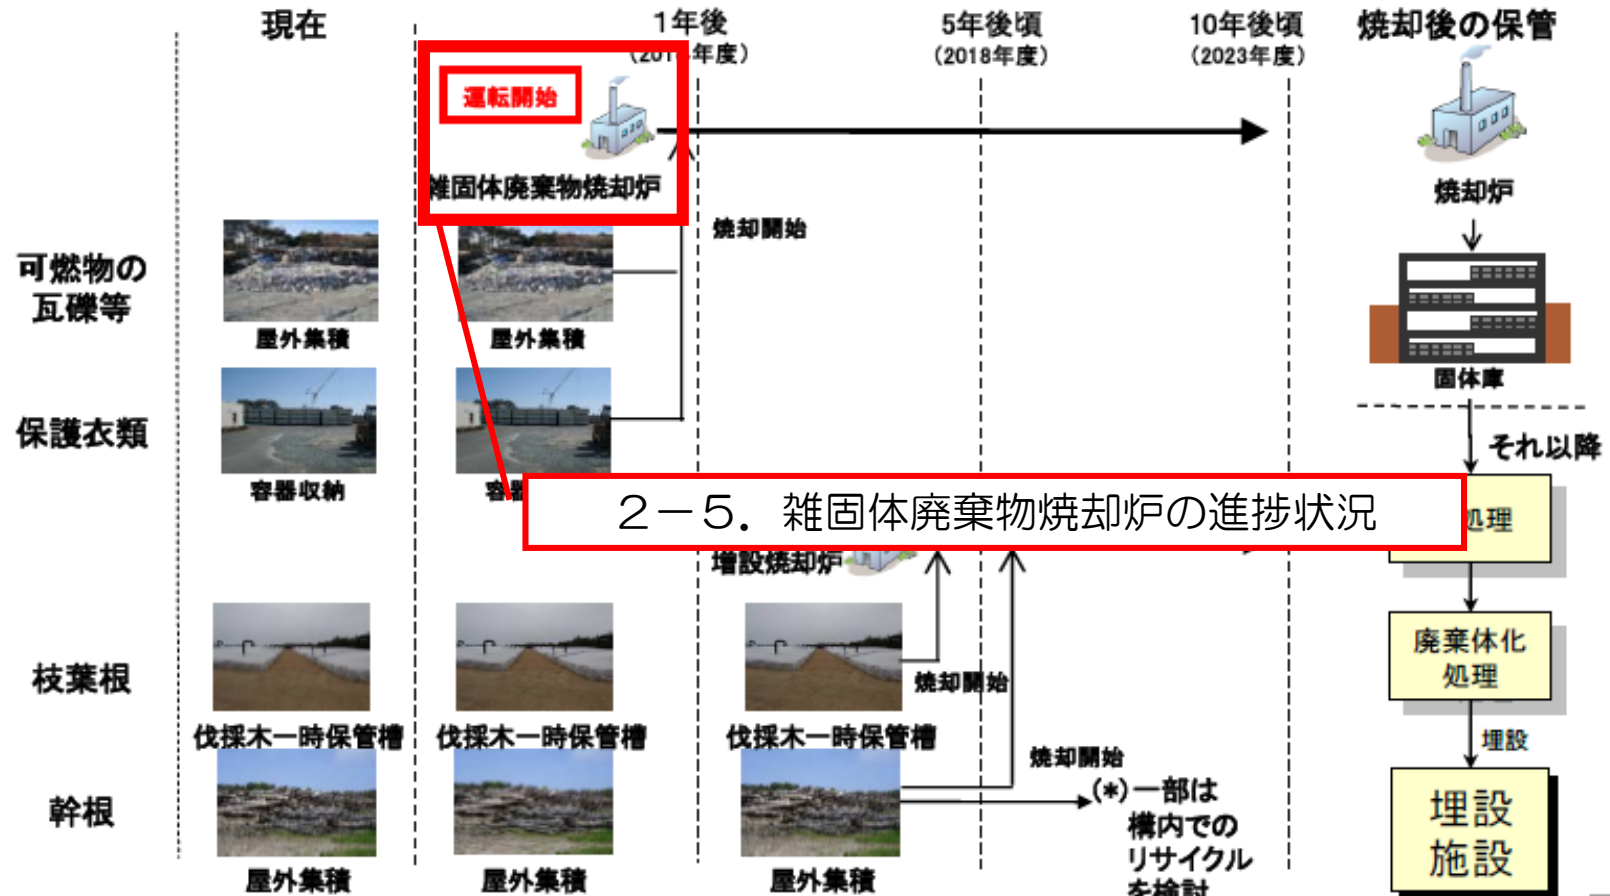 現在
1年後
5年後頃
10年後頃
焼却後の保管
年度)
(2018年度)
(2023年度)
運転開始
雑固体廃棄物焼却炉
焼却炉
焼却開始
可燃物の
瓦礫等
屋外集積
屋外集積
固体庫
保護衣類
それ以降
容器収納
2-5. 雑固体廃棄物焼却炉の進捗状況
処理
増設焼却炉
廃棄体化
処理
枝葉根
焼却開始
伐採木一時保管槽
伐採木一時保管槽
伐採木一時保管槽
埋設
焼却開始
幹根
(*)一部は
構内での
リサイクル
を検討
埋設
施設
屋外集積
屋外集積
屋外集積